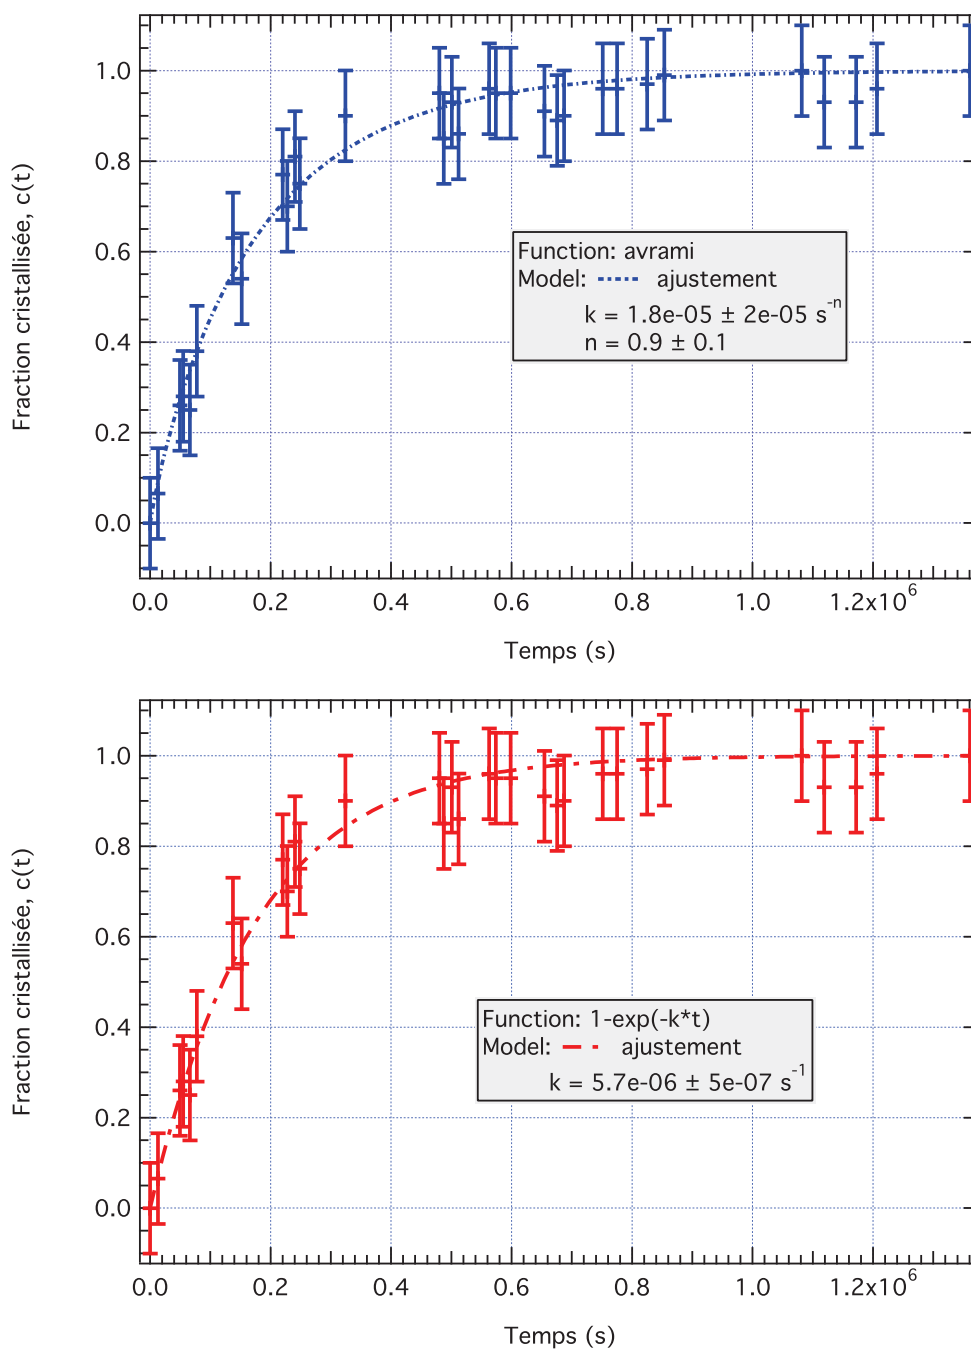 Fraction cristallisée, c(t)
1.0
0.8
0.6
0.4
0.2
0.0
Function: avrami
Model: ajustement
k = 1.8e-05 ± 2e-05 s-n
n = 0.9 ± 0.1
0.0 0.2 0.4 0.6 0.8 1.0 1.2x106
Temps (s)
Fraction cristallisée, c(t)
1.0
0.8
0.6
0.4
0.2
0.0
Function: 1-exp(-k*t)
Model: ajustement
k = 5.7e-06 ± 5e-07 s-1
0.0 0.2 0.4 0.6 0.8 1.0 1.2x106
Temps (s)